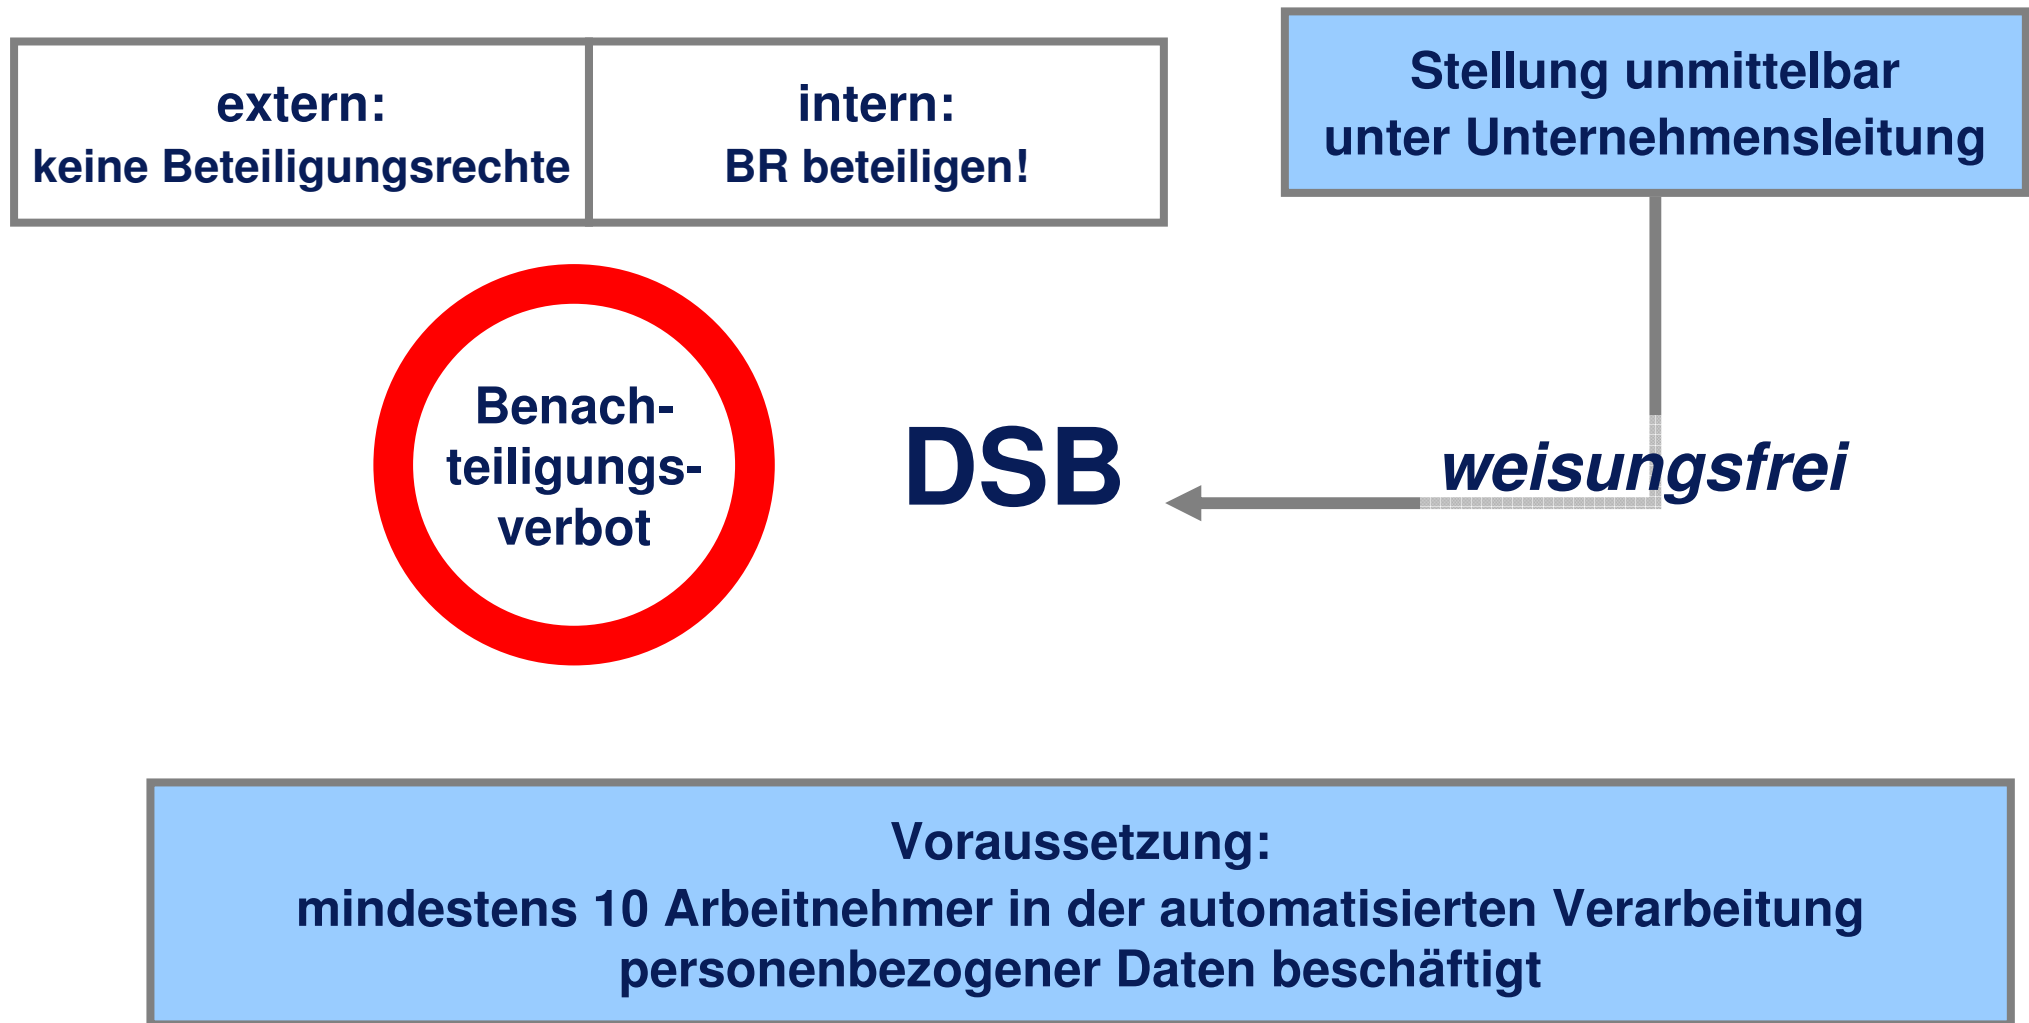 extern:
keine Beteiligungsrechte
intern:
BR beteiligen!
Stellung unmittelbar
unter Unternehmensleitung
Benach-
teiligungs-
verbot
DSB
weisungsfrei
Voraussetzung:
mindestens 10 Arbeitnehmer in der automatisierten Verarbeitung
personenbezogener Daten beschäftigt